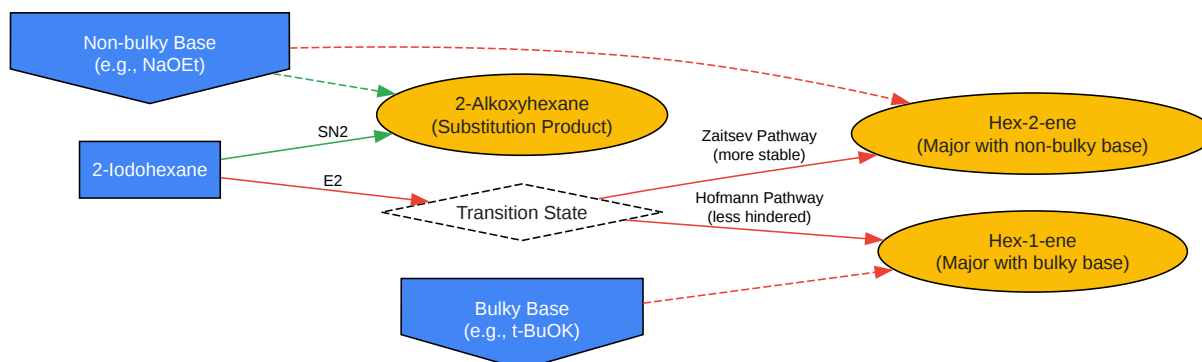 Non-bulky Base
(e.g., NaOEt)
2-Alkoxyhexane
(Substitution Product)
SN2
2-Iodohexane
E2
Transition State
Zaitsev Pathway
(more stable)
Hex-2-ene
(Major with non-bulky base)
Hofmann Pathway
(less hindered)
Hex-1-ene
(Major with bulky base)
Bulky Base
(e.g., t-BuOK)